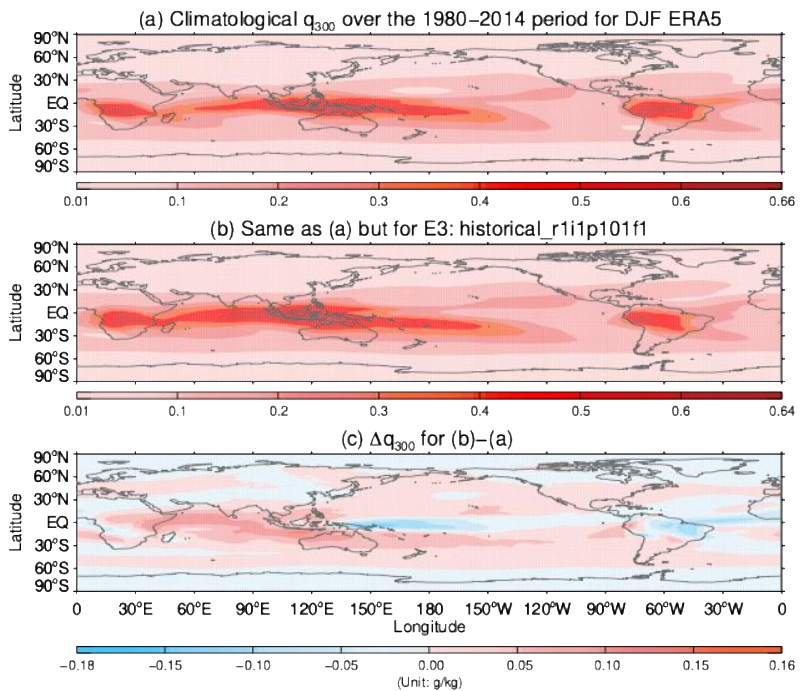 (a) Climatological q300 over the 1980−2014 period for DJF ERA5
90°N
60°N
30°N
EQ
30°S
60°S
90°S
Latitude
0.01 0.1 0.2 0.3 0.4 0.5 0.6 0.66
(b) Same as (a) but for E3: historical_r1i1p101f1
90°N
60°N
30°N
EQ
30°S
60°S
90°S
Latitude
0.01 0.1 0.2 0.3 0.4 0.5 0.6 0.64
(c) Δq300 for (b)−(a)
90°N
60°N
30°N
EQ
30°S
60°S
90°S
Latitude
0 30°E 60°E 90°E 120°E 150°E 180 150°W 120°W 90°W 60°W 30°W 0
Longitude
−0.18 −0.15 −0.10 −0.05 0.00 0.05 0.10 0.15 0.16
(Unit: g/kg)